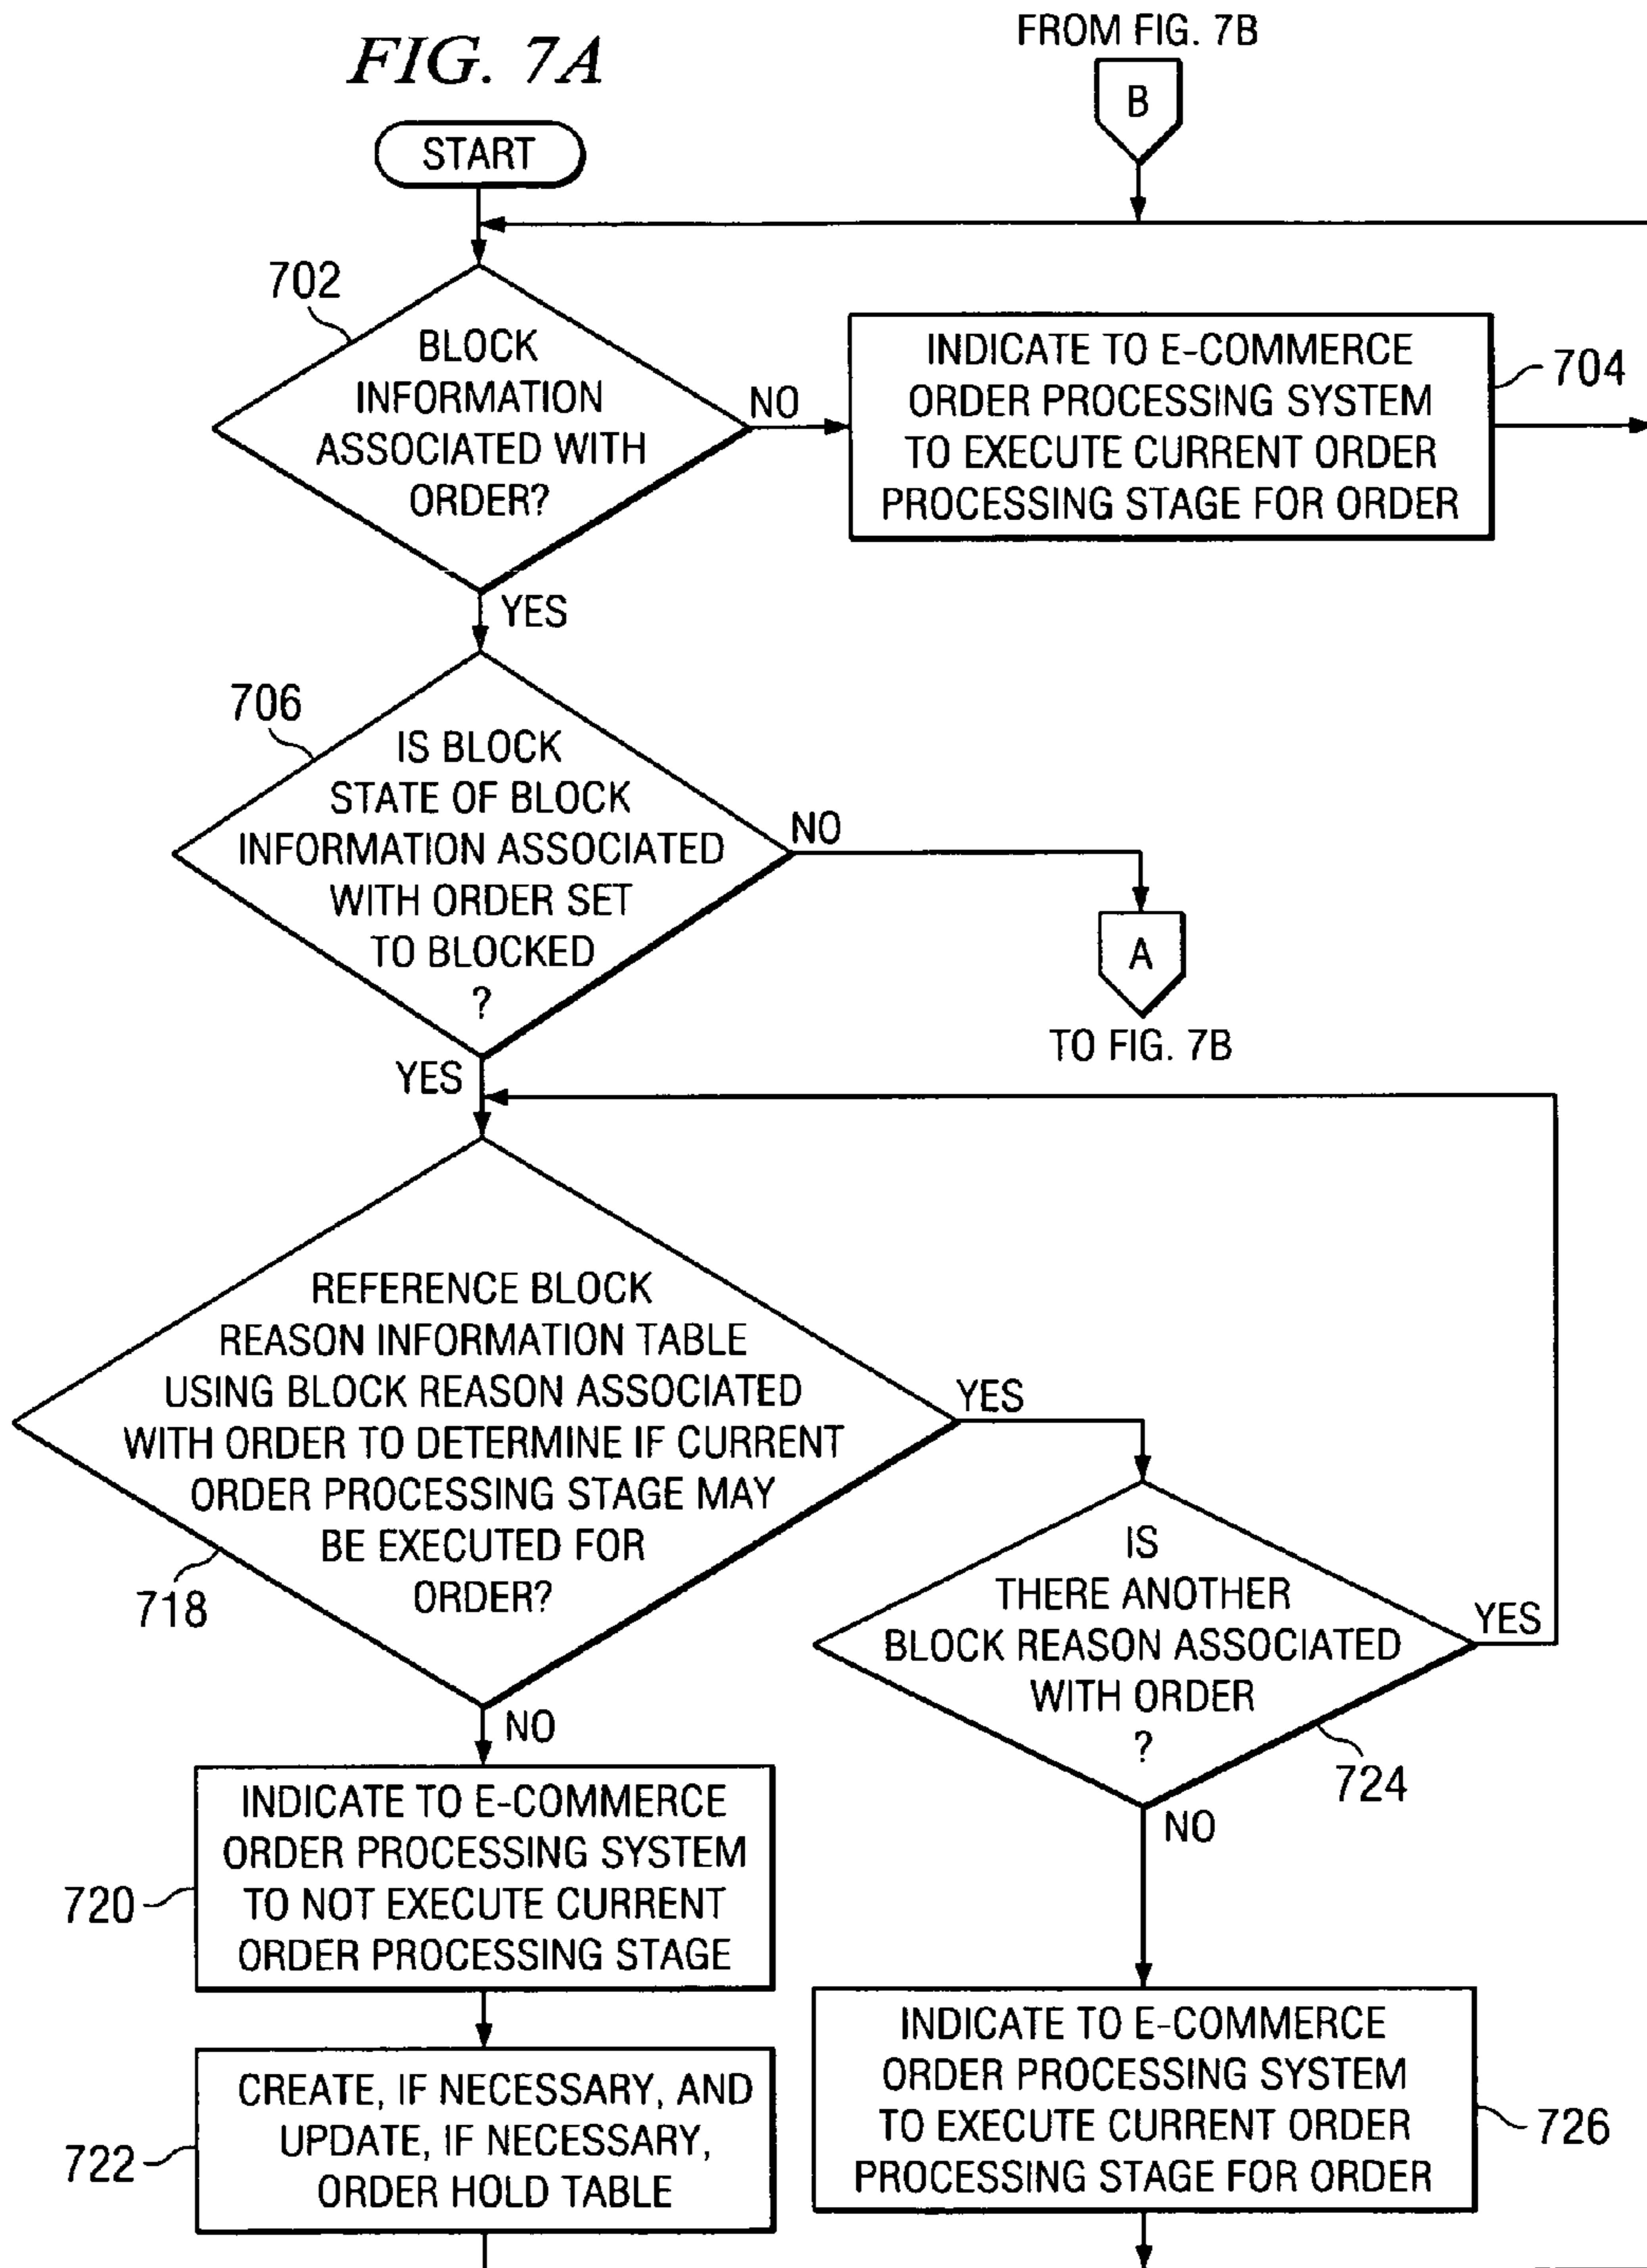 FIG. 7A
FROM FIG. 7B
B
START
702
BLOCK
INFORMATION
ASSOCIATED WITH
ORDER?
NO
INDICATE TO E-COMMERCE
ORDER PROCESSING SYSTEM
TO EXECUTE CURRENT ORDER
PROCESSING STAGE FOR ORDER
704
YES
706
IS BLOCK
STATE OF BLOCK
INFORMATION ASSOCIATED
WITH ORDER SET
TO BLOCKED
?
NO
A
TO FIG. 7B
YES
REFERENCE BLOCK
REASON INFORMATION TABLE
USING BLOCK REASON ASSOCIATED
WITH ORDER TO DETERMINE IF CURRENT
ORDER PROCESSING STAGE MAY
BE EXECUTED FOR
ORDER?
718
YES
IS
THERE ANOTHER
BLOCK REASON ASSOCIATED
WITH ORDER
?
YES
724
NO
NO
INDICATE TO E-COMMERCE
ORDER PROCESSING SYSTEM
TO NOT EXECUTE CURRENT
ORDER PROCESSING STAGE
720
CREATE, IF NECESSARY, AND
UPDATE, IF NECESSARY,
ORDER HOLD TABLE
722
INDICATE TO E-COMMERCE
ORDER PROCESSING SYSTEM
TO EXECUTE CURRENT ORDER
PROCESSING STAGE FOR ORDER
726